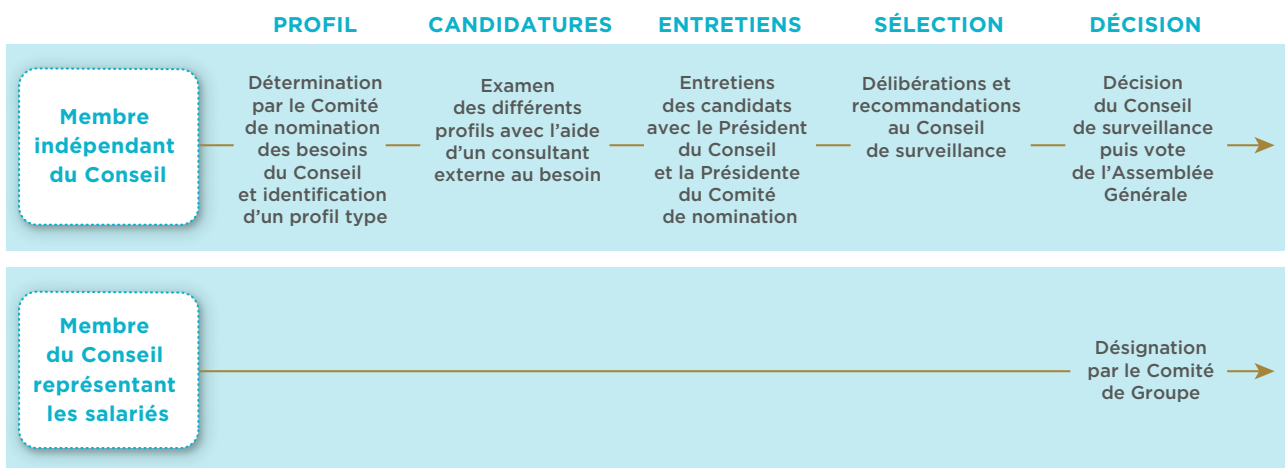 PROFIL
CANDIDATURES
ENTRETIENS
SÉLECTION
DÉCISION
Membre
indépendant
du Conseil
Détermination
par le Comité
de nomination
des besoins
du Conseil
et identification
d'un profil type
Examen
des différents
profils avec l'aide
d'un consultant
externe au besoin
Entretiens
des candidats
avec le Président
du Conseil
et la Présidente
du Comité
de nomination
Délibérations et
recommandations
au Conseil
de surveillance
Décision
du Conseil
de surveillance
puis vote
de l'Assemblée
Générale
Membre
du Conseil
représentant
les salariés
Désignation
par le Comité
de Groupe